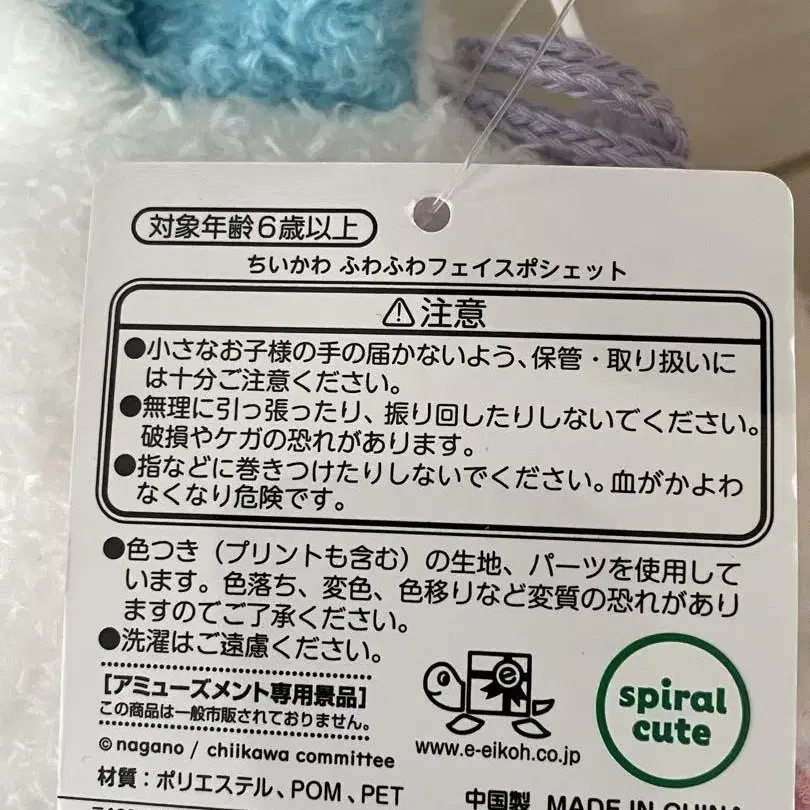 対象年齢6歳以上
ちいかわ ふわふわフェイスポシェット
⚠注意
●小さなお子様の手の届かないよう、保管・取り扱いに
は十分ご注意ください。
●無理に引っ張ったり、振り回したりしないでください。
破損やケガの恐れがあります。
●指などに巻きつけたりしないでください。血がかよわ
なくなり危険です。
●色つき（プリントも含む）の生地、パーツを使用して
います。色落ち、変色、色移りなど変質の恐れがあり
ますのでご了承ください。
●洗濯はご遠慮ください。
[アミューズメント専用景品]
この商品は一般市販されておりません。
©nagano / chiikawa committee
材質：ポリエステル、POM、PET
e
www.e-eikoh.co.jp
spiral
cute
中国製 MADE IN CHINA